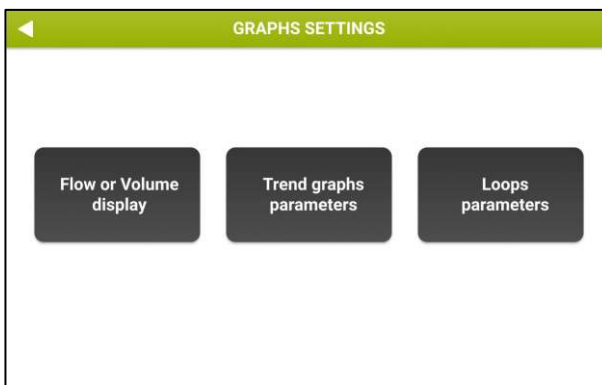 GRAPHS SETTINGS
Flow or Volume
display
Trend graphs
parameters
Loops
parameters